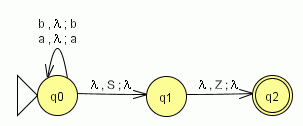 b , λ ; b
a , λ ; a
q0
λ , S ; λ
q1
λ , Z ; λ
q2